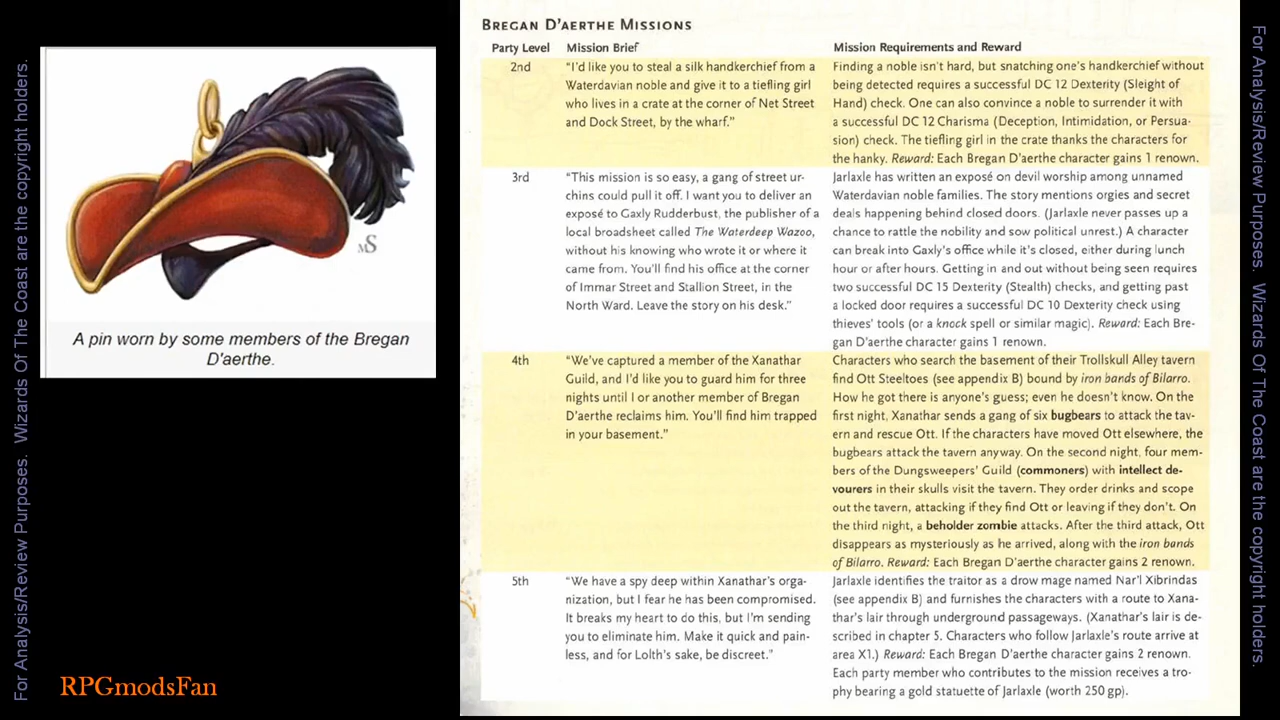 For Analysis/Review Purposes.  Wizards Of The Coast are the copyright holders.
MS
A pin worn by some members of the Bregan
D'aerthe.
RPGmodsFan
BREGAN D'AERTHE MISSIONS
Party Level Mission Brief Mission Requirements and Reward
2nd
"I'd like you to steal a silk handkerchief from a
Waterdavian noble and give it to a tiefling girl
who lives in a crate at the corner of Net Street
and Dock Street, by the wharf."
Finding a noble isn't hard, but snatching one's handkerchief without
being detected requires a successful DC 12 Dexterity (Sleight of
Hand) check. One can also convince a noble to surrender it with
a successful DC 12 Charisma (Deception, Intimidation, or Persua-
sion) check. The tiefling girl in the crate thanks the characters for
the hanky. Reward: Each Bregan D'aerthe character gains 1 renown.
3rd
"This mission is so easy, a gang of street ur-
chins could pull it off. I want you to deliver an
exposé to Gaxly Rudderbust, the publisher of a
local broadsheet called The Waterdeep Wazoo,
without his knowing who wrote it or where it
came from. You'll find his office at the corner
of Immar Street and Stallion Street, in the
North Ward. Leave the story on his desk."
Jarlaxle has written an exposé on devil worship among unnamed
Waterdavian noble families. The story mentions orgies and secret
deals happening behind closed doors. (Jarlaxle never passes up a
chance to rattle the nobility and sow political unrest.) A character
can break into Gaxly's office while it's closed, either during lunch
hour or after hours. Getting in and out without being seen requires
two successful DC 15 Dexterity (Stealth) checks, and getting past
a locked door requires a successful DC 10 Dexterity check using
thieves' tools (or a knock spell or similar magic). Reward: Each Bre-
gan D'aerthe character gains 1 renown.
4th
"We've captured a member of the Xanathar
Guild, and I'd like you to guard him for three
nights until I or another member of Bregan
D'aerthe reclaims him. You'll find him trapped
in your basement."
Characters who search the basement of their Trollskull Alley tavern
find Ott Steeltoes (see appendix B) bound by iron bands of Bilarro.
How he got there is anyone's guess; even he doesn't know. On the
first night, Xanathar sends a gang of six bugbears to attack the tav-
ern and rescue Ott. If the characters have moved Ott elsewhere, the
bugbears attack the tavern anyway. On the second night, four mem-
bers of the Dungsweepers' Guild (commoners) with intellect de-
vourers in their skulls visit the tavern. They order drinks and scope
out the tavern, attacking if they find Ott or leaving if they don't. On
the third night, a beholder zombie attacks. After the third attack, Ott
disappears as mysteriously as he arrived, along with the iron bands
of Bilarro. Reward: Each Bregan D'aerthe character gains 2 renown.
5th
"We have a spy deep within Xanathar's orga-
nization, but I fear he has been compromised.
It breaks my heart to do this, but I'm sending
you to eliminate him. Make it quick and pain-
less, and for Lolth's sake, be discreet."
Jarlaxle identifies the traitor as a drow mage named Nar'l Xibrindas
(see appendix B) and furnishes the characters with a route to Xana-
thar's lair through underground passageways. (Xanathar's lair is de-
scribed in chapter 5. Characters who follow Jarlaxle's route arrive at
area X1.) Reward: Each Bregan D'aerthe character gains 2 renown.
Each party member who contributes to the mission receives a tro-
phy bearing a gold statuette of Jarlaxle (worth 250 gp).
For Analysis/Review Purposes.  Wizards Of The Coast are the copyright holders.